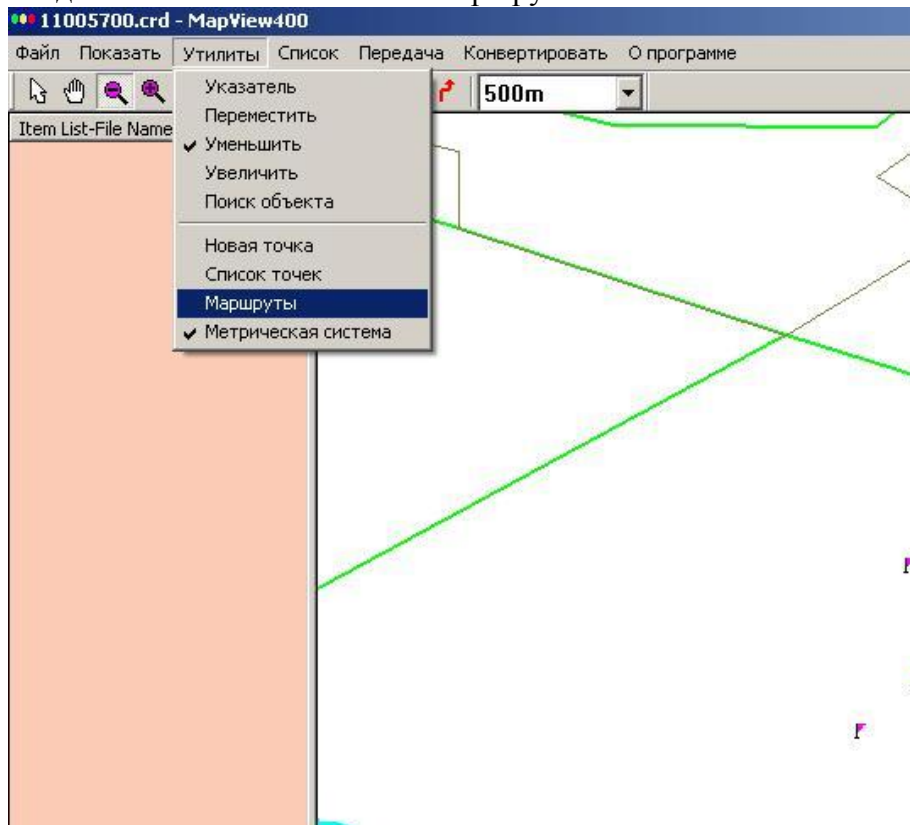 11005700.crd - MapView400
Файл Показать Утилиты Список Передача Конвертировать О программе
500m
Item List-File Name
Указатель
Переместить
Уменьшить
Увеличить
Поиск объекта
Новая точка
Список точек
Маршруты
Метрическая система